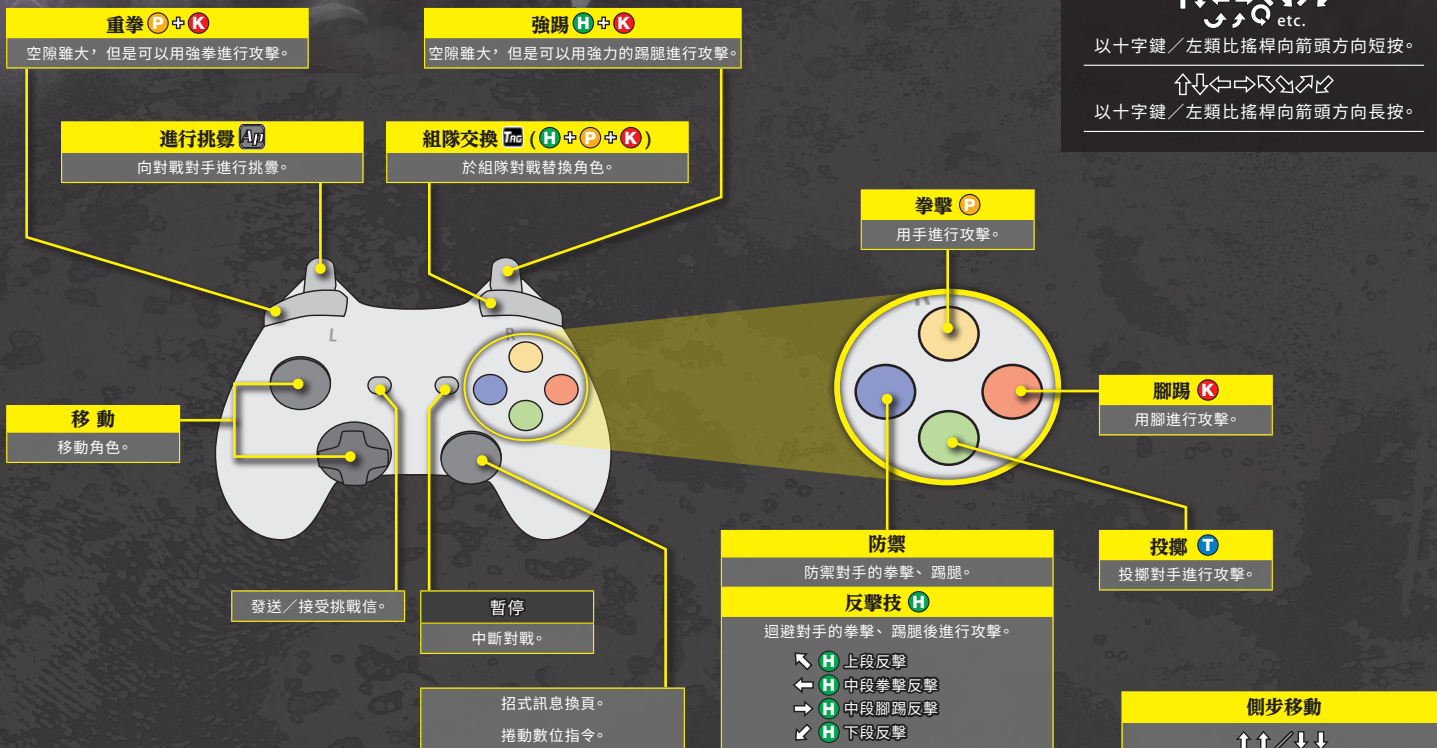 重拳 P + K
空隙雖大，但是可以用強拳進行攻擊。
強踢 H + K
空隙雖大，但是可以用強力的踢腿進行攻擊。
etc.
以十字鍵／左類比搖桿向箭頭方向短按。
⇧⇩⇦⇨⬁⬂⬀⬃
以十字鍵／左類比搖桿向箭頭方向長按。
進行挑釁 Ap
向對戰對手進行挑釁。
組隊交換 TAG ( H + P + K )
於組隊對戰替換角色。
拳擊 P
用手進行攻擊。
L
R
R
移 動
移動角色。
腳踢 K
用腳進行攻擊。
投擲 T
投擲對手進行攻擊。
發送／接受挑戰信。
暫停
中斷對戰。
招式訊息換頁。
捲動數位指令。
防禦
防禦對手的拳擊、踢腿。
反擊技 H
迴避對手的拳擊、踢腿後進行攻擊。
↖ H 上段反擊
← H 中段拳擊反擊
→ H 中段腳踢反擊
↙ H 下段反擊
側步移動
↑↑／↓↓